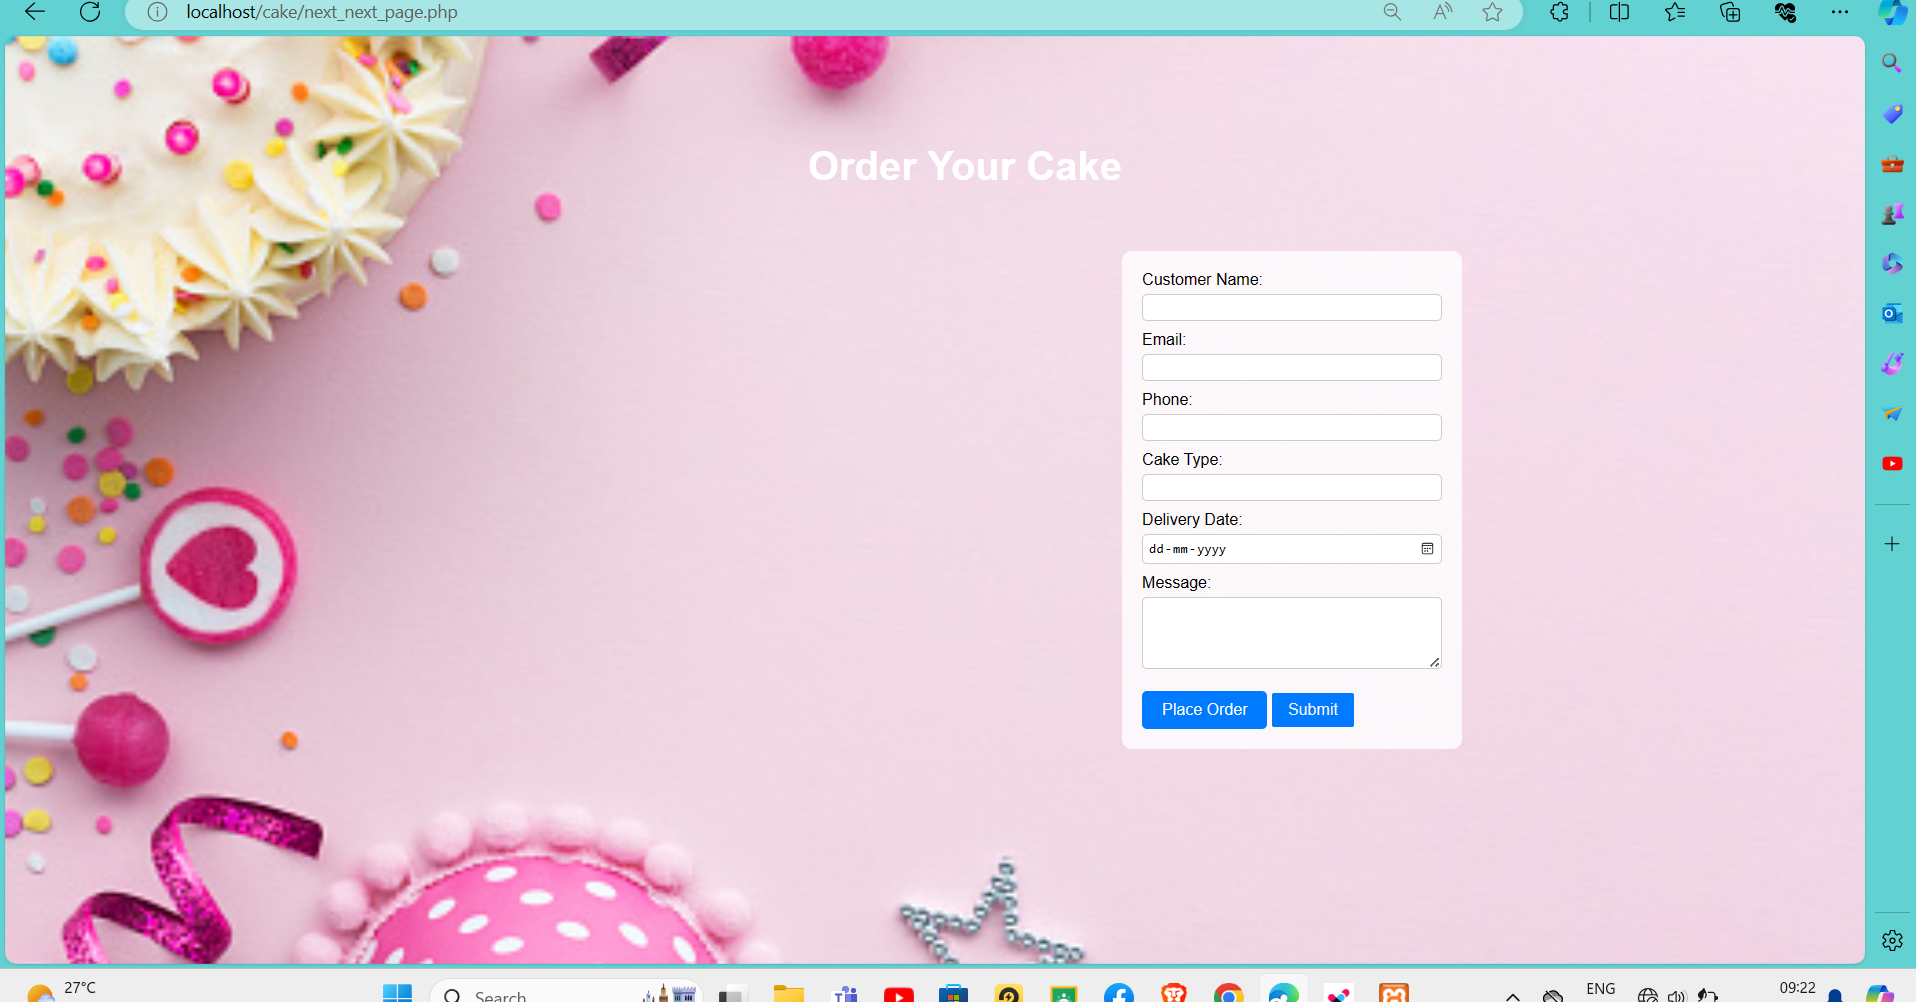 localhost/cake/next_next_page.php
Order Your Cake
Customer Name:
Email:
Phone:
Cake Type:
Delivery Date:
dd-mm-yyyy
Message:
Place Order Submit
27°C
Search
ENG
09:22